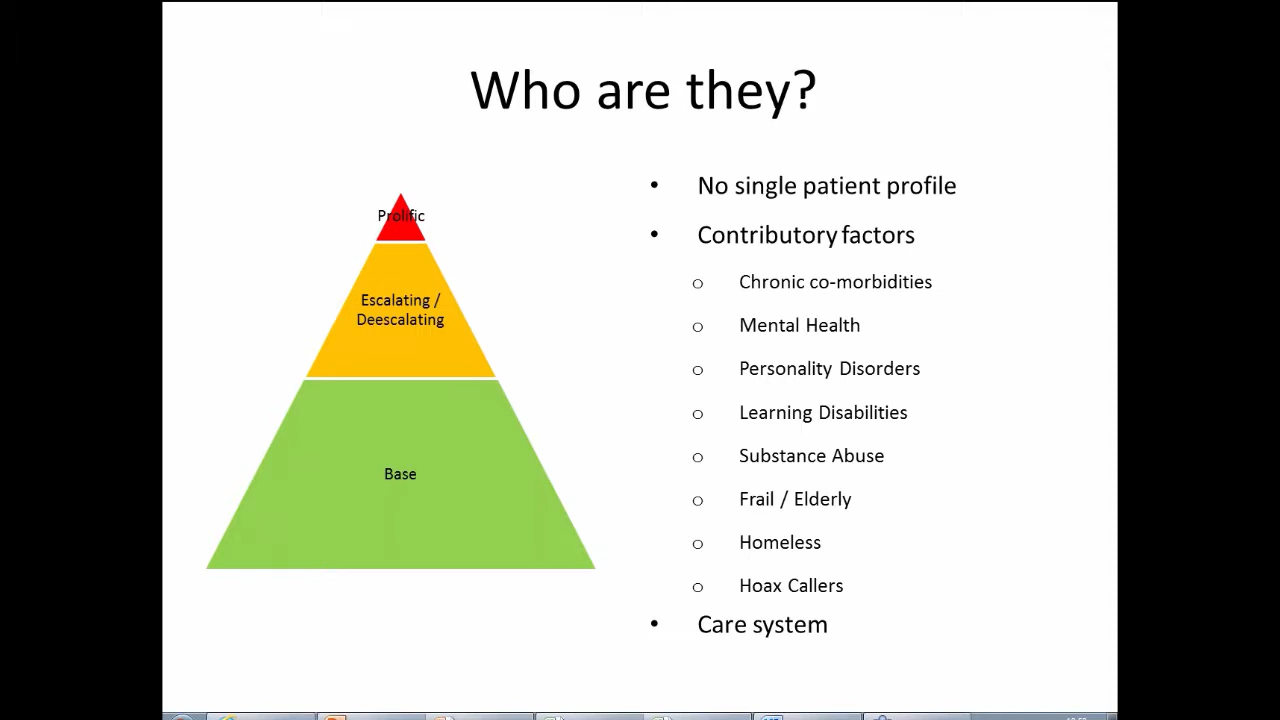 Who are they?
Prolific
Escalating /
Deescalating
Base
• No single patient profile
• Contributory factors
o Chronic co-morbidities
o Mental Health
o Personality Disorders
o Learning Disabilities
o Substance Abuse
o Frail / Elderly
o Homeless
o Hoax Callers
• Care system